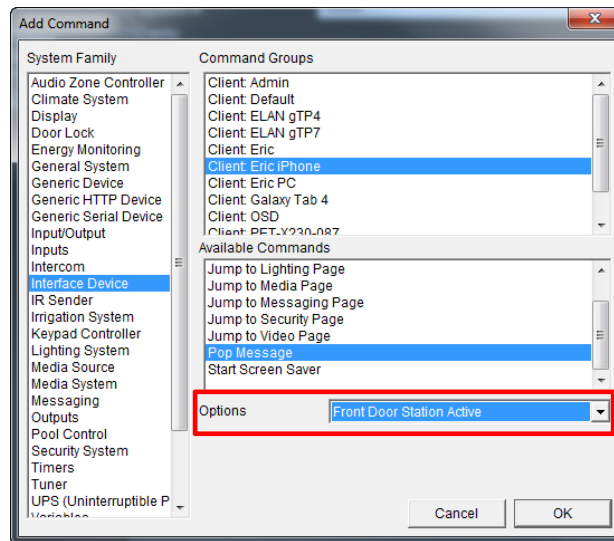 Add Command
System Family
Audio Zone Controller
Climate System
Display
Door Lock
Energy Monitoring
General System
Generic Device
Generic HTTP Device
Generic Serial Device
Input/Output
Inputs
Intercom
Interface Device
IR Sender
Irrigation System
Keypad Controller
Lighting System
Media Source
Media System
Messaging
Outputs
Pool Control
Security System
Timers
Tuner
UPS (Uninterruptible P
Variables
Command Groups
Client: Admin
Client: Default
Client: ELAN gTP4
Client: ELAN gTP7
Client: Eric
Client: Eric iPhone
Client: Eric PC
Client: Galaxy Tab 4
Client: OSD
Client: PET-X230-087
Available Commands
Jump to Lighting Page
Jump to Media Page
Jump to Messaging Page
Jump to Security Page
Jump to Video Page
Pop Message
Start Screen Saver
Options
Front Door Station Active
Cancel
OK